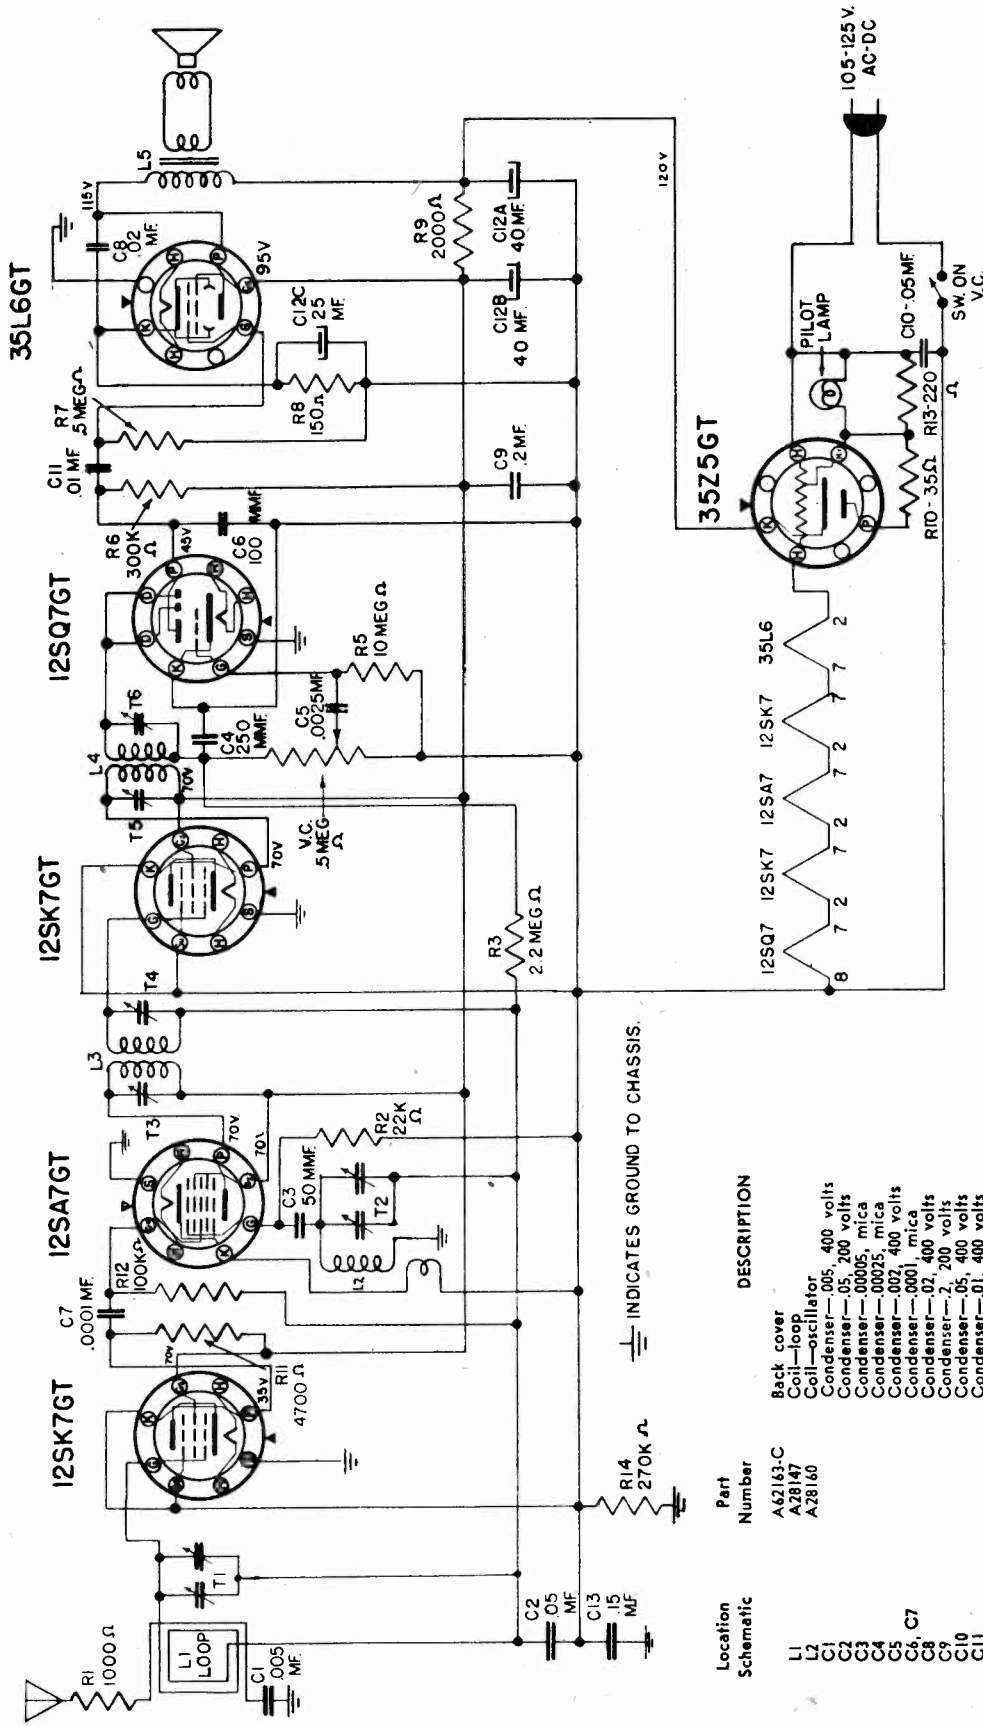 12SK7GT
12SA7GT
12SK7GT
12SQ7GT
35L6GT
R1
1000Ω
L1
LOOP
C1
.005
MF.
T1
C2
.05
MF
C13
.15
MF
G
K
H
70V
35V
R11
4700 Ω
C7
.0001 MF.
R12
100KΩ
S
H
P
G
K
70V
C3
50 MMF.
R2
22K
Ω
T2
L2
T3
L3
T4
G
K
H
P
S
H
70V
T5
L4
70V
T6
C4
250
MMF.
V.C.
.5MEG
Ω
C5
.0025MF.
R5
10 MEG Ω
R3
2.2 MEG Ω
K
D
D
P
H
H
S
G
45V
R6
300K
Ω
C6
100
MMF.
C11
.01 MF.
R7
.5 MEGΩ
R8
150Ω
C12C
25
MF.
C9
.2 MF.
C8
.02
MF.
115V
L5
K
H
P
G
H
95V
R9
2000Ω
C12B
40 MF.
C12A
40 MF.
120V
R14
270K Ω
INDICATES GROUND TO CHASSIS.
12SQ7
12SK7
12SA7
12SK7
35L6
8
7
2
7
2
7
2
7
7
2
35Z5GT
H
K
H
P
PILOT
LAMP
R10-35Ω
R13-220
Ω
C10-.05MF.
SW. ON
V.C.
105-125 V.
AC-DC
Location
Schematic
Part
Number
DESCRIPTION
A62163-C Back cover
L1 A28147 Coil—loop
L2 A28160 Coil—oscillator
C1 Condenser—.005, 400 volts
C2 Condenser—.05, 200 volts
C3 Condenser—.00005, mica
C4 Condenser—.00025, mica
C5 Condenser—.002, 400 volts
C6, C7 Condenser—.0001, mica
C8 Condenser—.02, 400 volts
C9 Condenser—.2, 200 volts
C10 Condenser—.05, 400 volts
C11 Condenser—.01, 400 volts